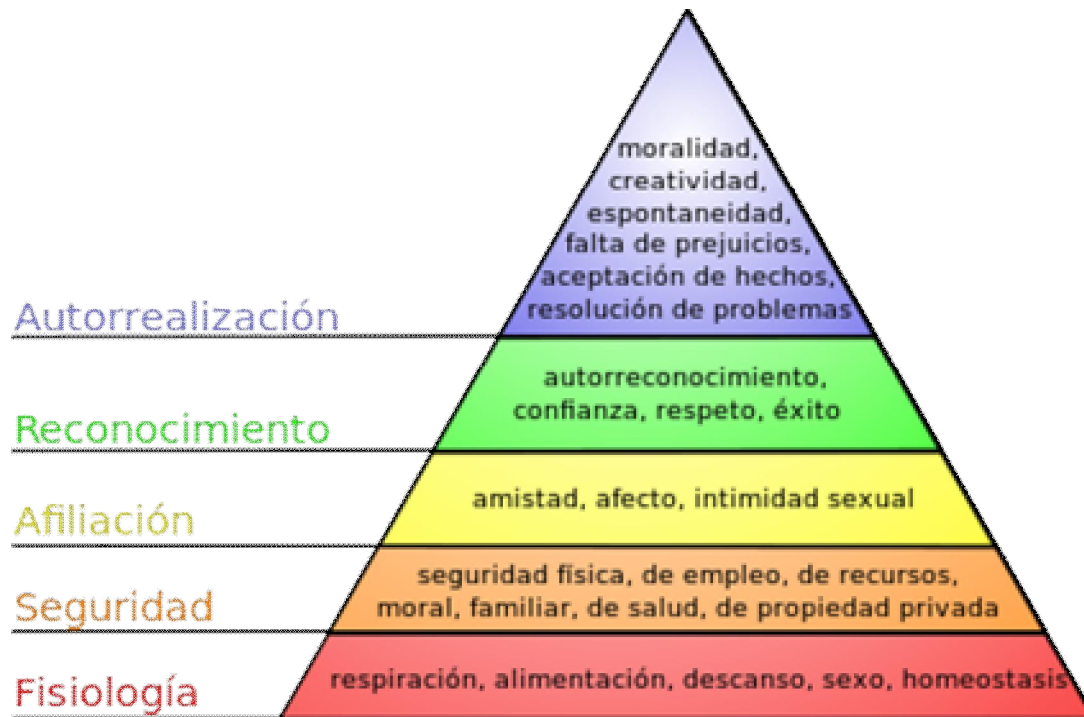 moralidad,
creatividad,
espontaneidad,
falta de prejuicios,
aceptación de hechos,
resolución de problemas
Autorrealización
autorreconocimiento,
confianza, respeto, éxito
Reconocimiento
amistad, afecto, intimidad sexual
Afiliación
seguridad física, de empleo, de recursos,
moral, familiar, de salud, de propiedad privada
Seguridad
respiración, alimentación, descanso, sexo, homeostasis
Fisiología